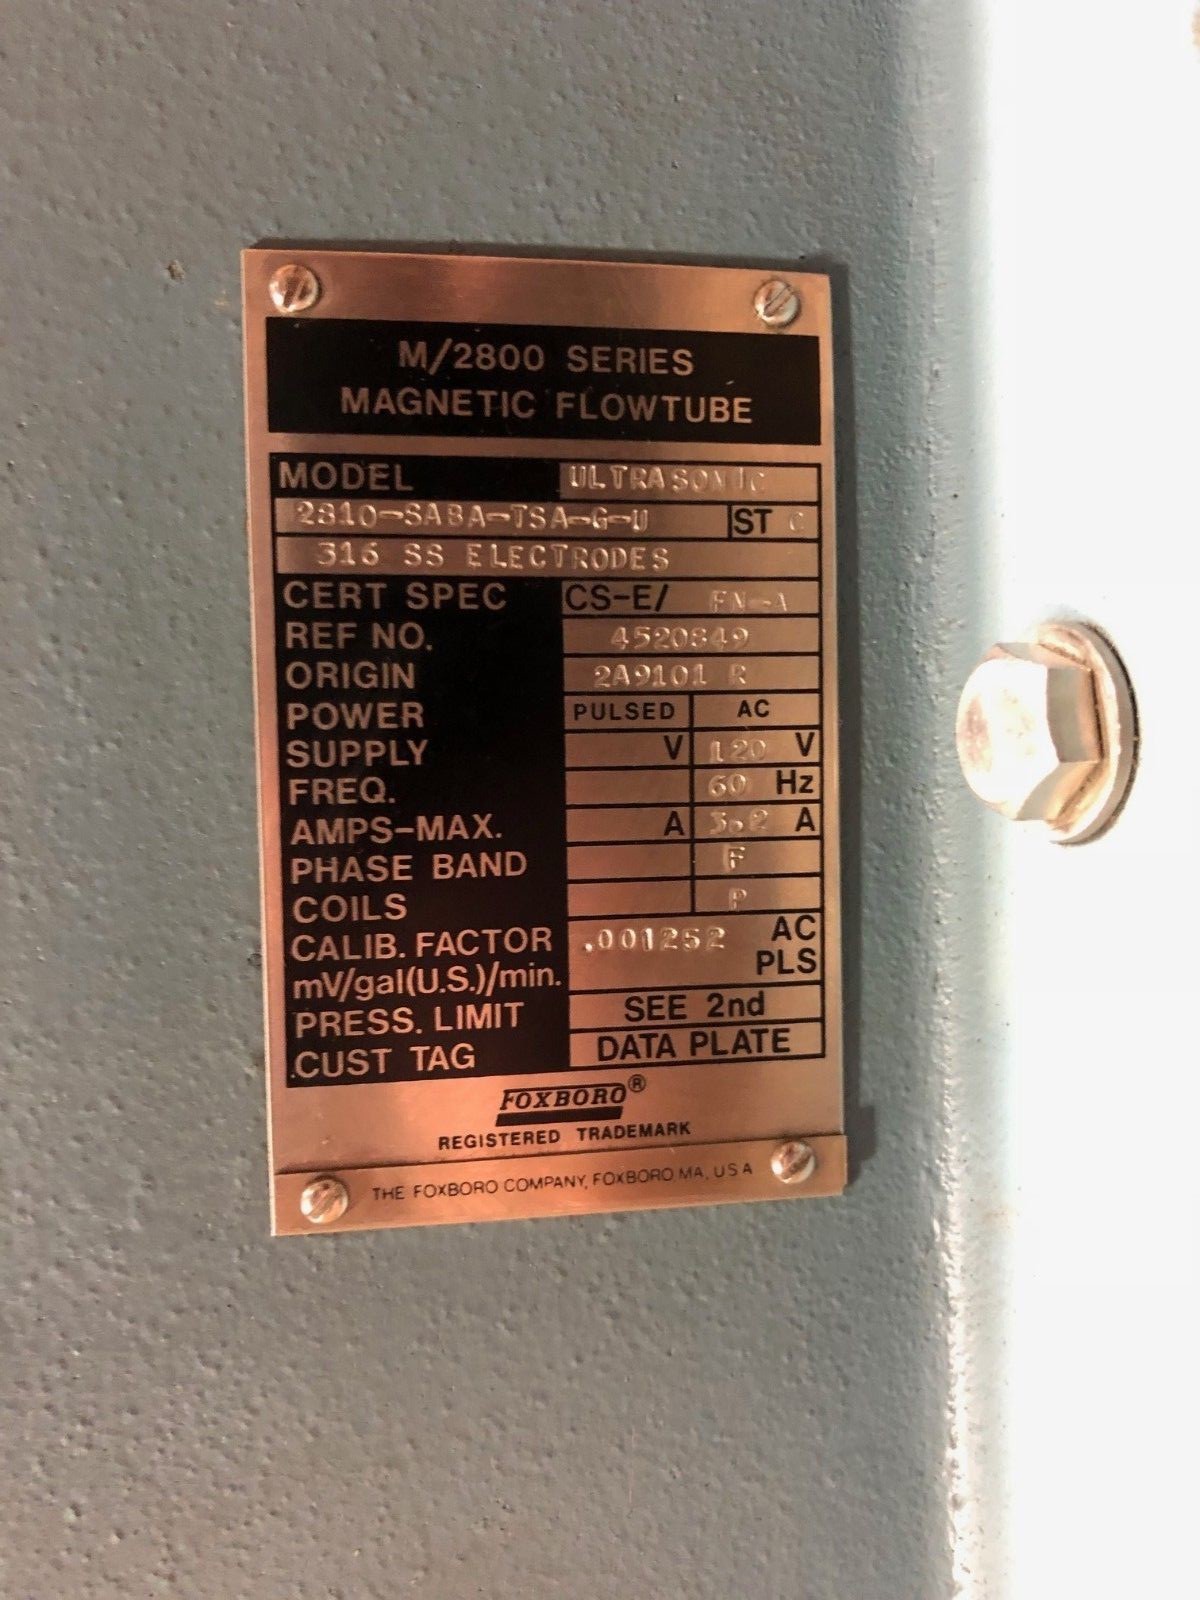 M/2800 SERIES
MAGNETIC FLOWTUBE
MODEL ULTRASONIC
2810-SABA-TSA-G-U ST C
316 SS ELECTRODES
CERT SPEC CS-E/ FN-A
REF NO. 4520849
ORIGIN 2A9101 R
POWER PULSED AC
SUPPLY V 120 V
FREQ. 60 Hz
AMPS-MAX. A 3.2 A
PHASE BAND F
COILS P
CALIB. FACTOR .001252 AC
mV/gal(U.S.)/min. PLS
PRESS. LIMIT SEE 2nd
CUST TAG DATA PLATE
FOXBORO®
REGISTERED TRADEMARK
THE FOXBORO COMPANY, FOXBORO, MA, USA